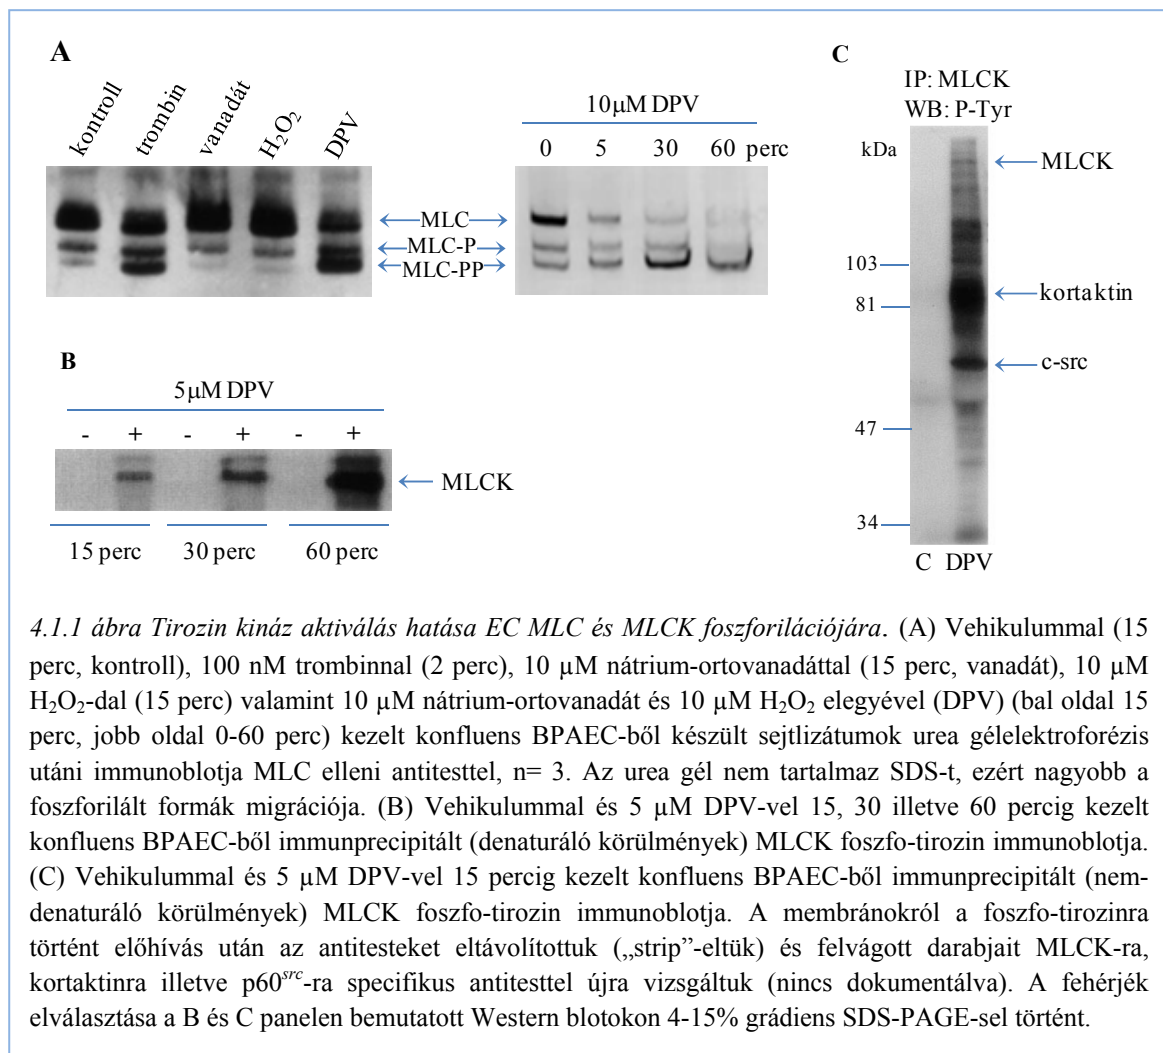 A
kontroll
trombin
vanadát
H₂O₂
DPV
MLC
MLC-P
MLC-PP
10µM DPV
0 5 30 60 perc
B
5µM DPV
- + - + - +
MLCK
15 perc 30 perc 60 perc
C
IP: MLCK
WB: P-Tyr
kDa
MLCK
103
kortaktin
81
c-src
47
34
C DPV
4.1.1 ábra Tirozin kináz aktiválás hatása EC MLC és MLCK foszforilációjára. (A) Vehikulummal (15
perc, kontroll), 100 nM trombinnal (2 perc), 10 µM nátrium-ortovanadáttal (15 perc, vanadát), 10 µM
H₂O₂-dal (15 perc) valamint 10 µM nátrium-ortovanadát és 10 µM H₂O₂ elegyével (DPV) (bal oldal 15
perc, jobb oldal 0-60 perc) kezelt konfluens BPAEC-ből készült sejtlizátumok urea gélelektroforézis
utáni immunoblotja MLC elleni antitesttel, n= 3. Az urea gél nem tartalmaz SDS-t, ezért nagyobb a
foszforilált formák migrációja. (B) Vehikulummal és 5 µM DPV-vel 15, 30 illetve 60 percig kezelt
konfluens BPAEC-ből immunprecipitált (denaturáló körülmények) MLCK foszfo-tirozin immunoblotja.
(C) Vehikulummal és 5 µM DPV-vel 15 percig kezelt konfluens BPAEC-ből immunprecipitált (nem-
denaturáló körülmények) MLCK foszfo-tirozin immunoblotja. A membránokról a foszfo-tirozinra
történt előhívás után az antitesteket eltávolítottuk („strip”-eltük) és felvágott darabjait MLCK-ra,
kortaktinra illetve p60ˢʳᶜ-ra specifikus antitesttel újra vizsgáltuk (nincs dokumentálva). A fehérjék
elválasztása a B és C panelen bemutatott Western blotokon 4-15% grádiens SDS-PAGE-sel történt.